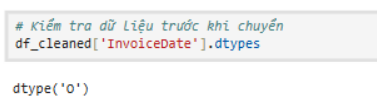 # Kiểm tra dữ liệu trước khi chuyển
df_cleaned['InvoiceDate'].dtypes
dtype('O')